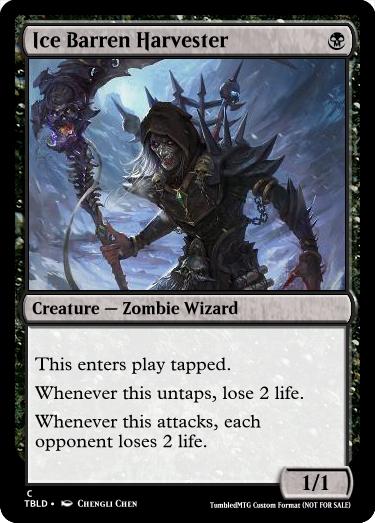 Ice Barren Harvester
Creature — Zombie Wizard
This enters play tapped.
Whenever this untaps, lose 2 life.
Whenever this attacks, each
opponent loses 2 life.
1/1
C
TBLD • Chengli Chen
TumbledMTG Custom Format (NOT FOR SALE)